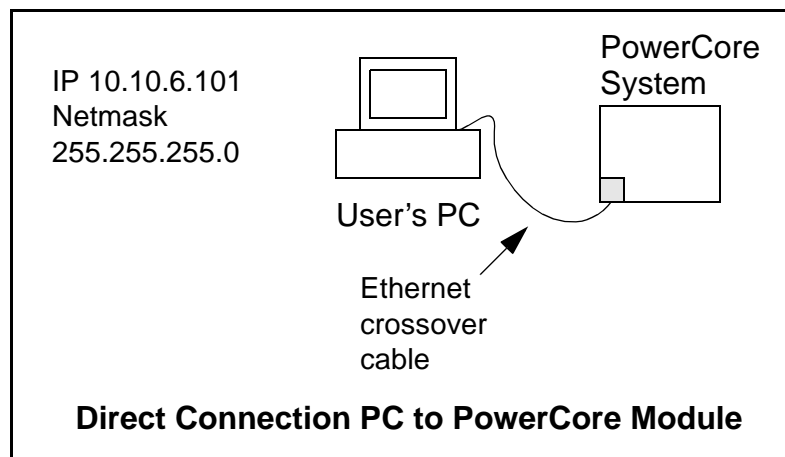 IP 10.10.6.101
Netmask
255.255.255.0
PowerCore
System
User’s PC
Ethernet
crossover
cable
Direct Connection PC to PowerCore Module